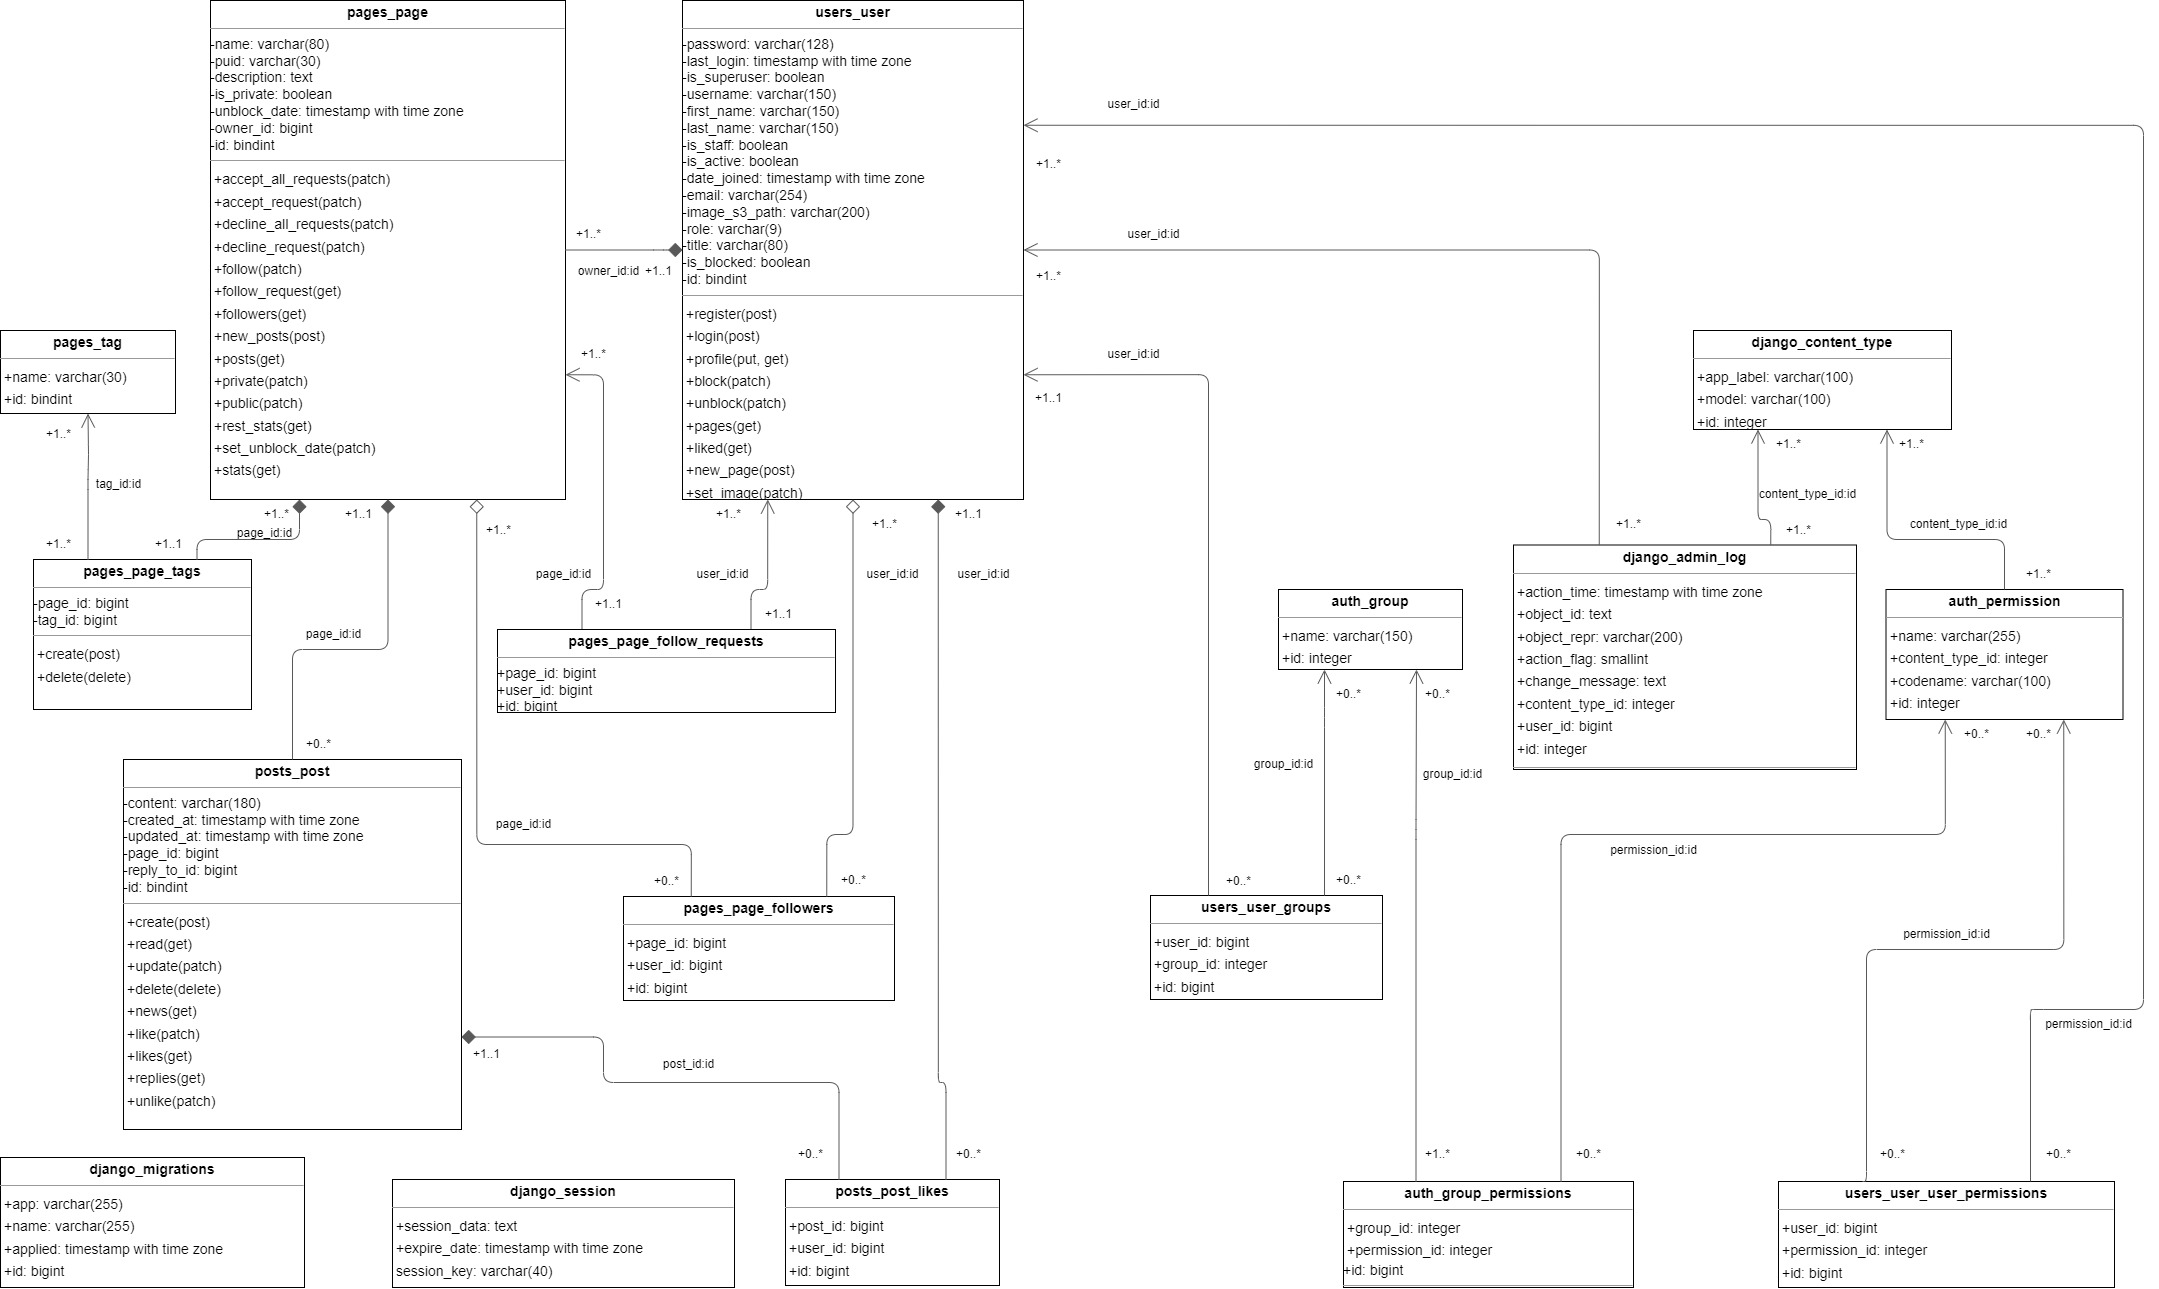 pages_page
-name: varchar(80)
-puid: varchar(30)
-description: text
-is_private: boolean
-unblock_date: timestamp with time zone
-owner_id: bigint
-id: bindint
+accept_all_requests(patch)
+accept_request(patch)
+decline_all_requests(patch)
+decline_request(patch)
+follow(patch)
+follow_request(get)
+followers(get)
+new_posts(post)
+posts(get)
+private(patch)
+public(patch)
+rest_stats(get)
+set_unblock_date(patch)
+stats(get)
users_user
-password: varchar(128)
-last_login: timestamp with time zone
-is_superuser: boolean
-username: varchar(150)
-first_name: varchar(150)
-last_name: varchar(150)
-is_staff: boolean
-is_active: boolean
-date_joined: timestamp with time zone
-email: varchar(254)
-image_s3_path: varchar(200)
-role: varchar(9)
-title: varchar(80)
-is_blocked: boolean
-id: bindint
+register(post)
+login(post)
+profile(put, get)
+block(patch)
+unblock(patch)
+pages(get)
+liked(get)
+new_page(post)
+set_image(patch)
+1..*
owner_id:id +1..1
user_id:id
+1..*
user_id:id
+1..*
user_id:id
+1..1
+1..*
pages_tag
+name: varchar(30)
+id: bindint
+1..*
tag_id:id
+1..*
+1..*
page_id:id
+1..1
+1..1
+1..*
+1..*
+1..*
+1..1
django_content_type
+app_label: varchar(100)
+model: varchar(100)
+id: integer
+1..*
+1..*
content_type_id:id
+1..*
content_type_id:id
+1..*
+1..*
pages_page_tags
-page_id: bigint
-tag_id: bigint
+create(post)
+delete(delete)
page_id:id
+0..*
page_id:id
+1..1
user_id:id
+1..1
user_id:id
user_id:id
pages_page_follow_requests
+page_id: bigint
+user_id: bigint
+id: bigint
auth_group
+name: varchar(150)
+id: integer
+0..*
+0..*
group_id:id
group_id:id
django_admin_log
+action_time: timestamp with time zone
+object_id: text
+object_repr: varchar(200)
+action_flag: smallint
+change_message: text
+content_type_id: integer
+user_id: bigint
+id: integer
auth_permission
+name: varchar(255)
+content_type_id: integer
+codename: varchar(100)
+id: integer
+0..*
+0..*
posts_post
-content: varchar(180)
-created_at: timestamp with time zone
-updated_at: timestamp with time zone
-page_id: bigint
-reply_to_id: bigint
-id: bindint
+create(post)
+read(get)
+update(patch)
+delete(delete)
+news(get)
+like(patch)
+likes(get)
+replies(get)
+unlike(patch)
page_id:id
+0..*
+0..*
pages_page_followers
+page_id: bigint
+user_id: bigint
+id: bigint
+0..*
+0..*
users_user_groups
+user_id: bigint
+group_id: integer
+id: bigint
permission_id:id
permission_id:id
permission_id:id
+1..1
post_id:id
+0..*
+0..*
+1..*
+0..*
+0..*
+0..*
django_migrations
+app: varchar(255)
+name: varchar(255)
+applied: timestamp with time zone
+id: bigint
django_session
+session_data: text
+expire_date: timestamp with time zone
session_key: varchar(40)
posts_post_likes
+post_id: bigint
+user_id: bigint
+id: bigint
auth_group_permissions
+group_id: integer
+permission_id: integer
+id: bigint
users_user_user_permissions
+user_id: bigint
+permission_id: integer
+id: bigint